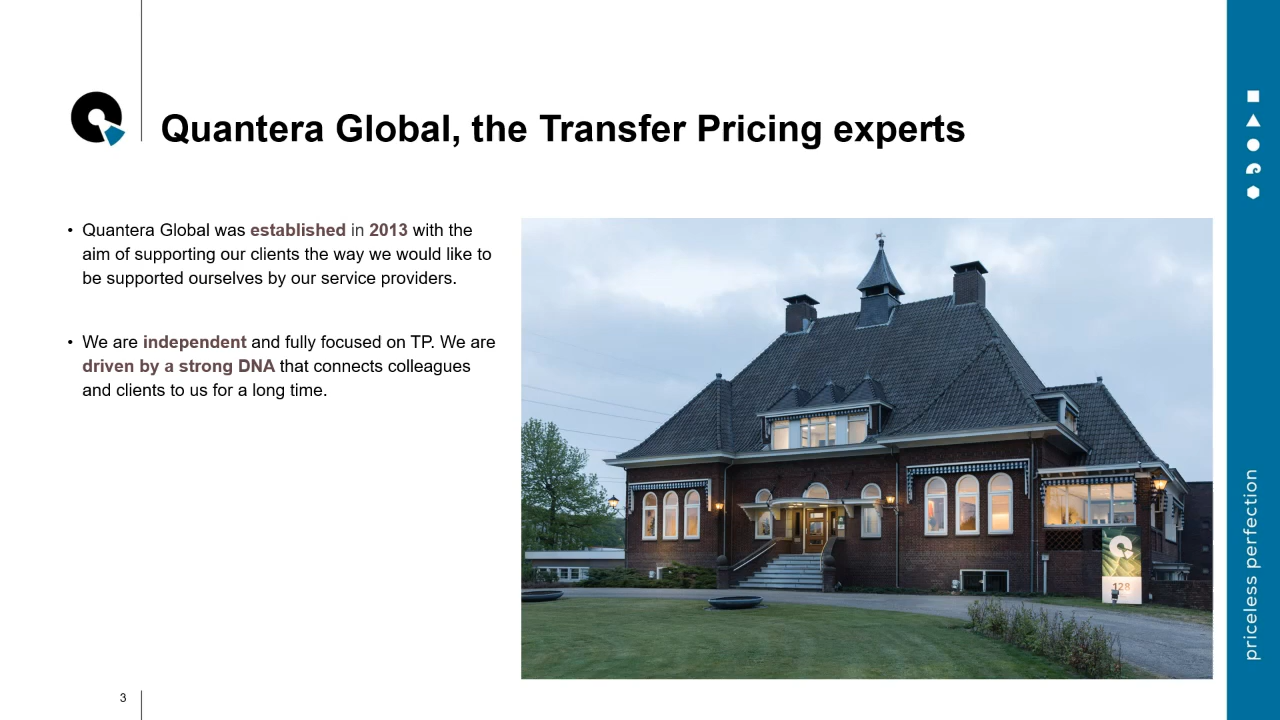 Quantera Global, the Transfer Pricing experts
• Quantera Global was established in 2013 with the
aim of supporting our clients the way we would like to
be supported ourselves by our service providers.
• We are independent and fully focused on TP. We are
driven by a strong DNA that connects colleagues
and clients to us for a long time.
128
priceless perfection
3